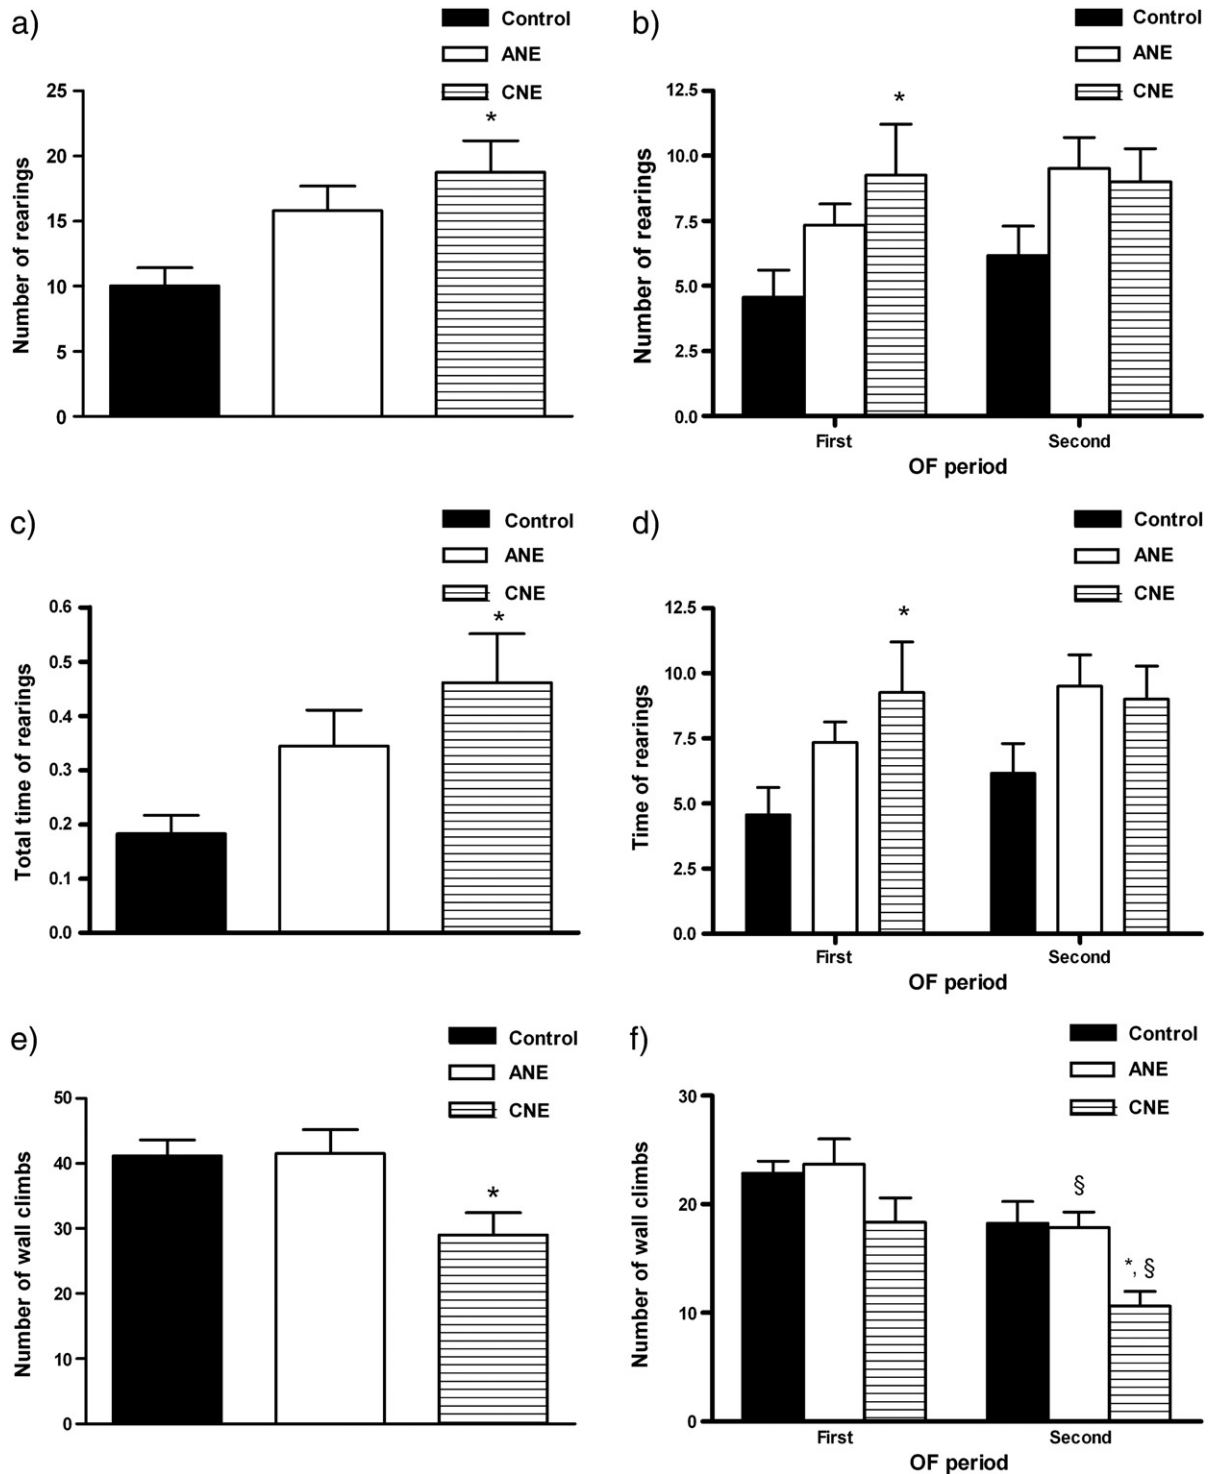 a)
Control
ANE
CNE
*
25
20
15
10
5
0
Number of rearings
b)
Control
ANE
CNE
*
12.5
10.0
7.5
5.0
2.5
0.0
Number of rearings
First
Second
OF period
c)
Control
ANE
CNE
*
0.6
0.5
0.4
0.3
0.2
0.1
0.0
Total time of rearings
d)
Control
ANE
CNE
*
12.5
10.0
7.5
5.0
2.5
0.0
Time of rearings
First
Second
OF period
e)
Control
ANE
CNE
*
50
40
30
20
10
0
Number of wall climbs
f)
Control
ANE
CNE
§
*, §
30
20
10
0
Number of wall climbs
First
Second
OF period